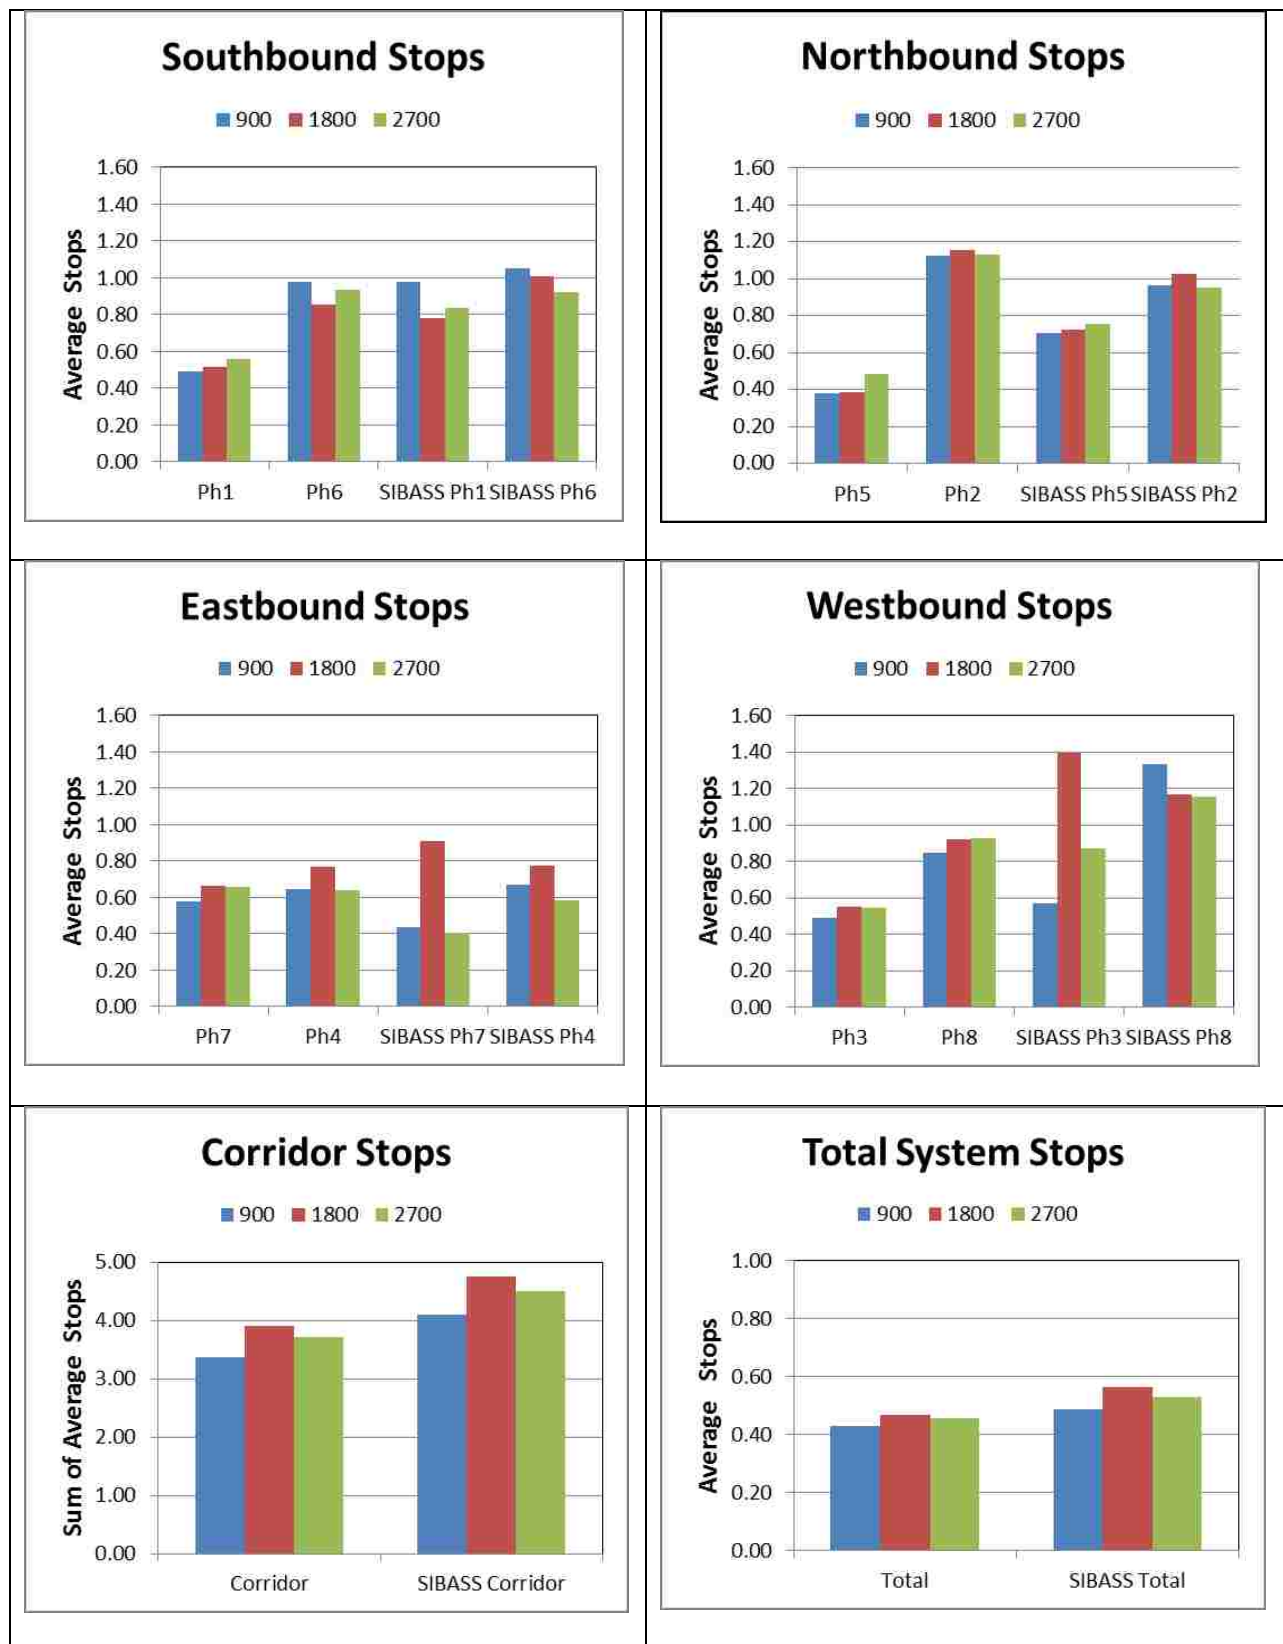 Southbound Stops
900 1800 2700
Average Stops
1.60
1.40
1.20
1.00
0.80
0.60
0.40
0.20
0.00
Ph1 Ph6 SIBASS Ph1 SIBASS Ph6
Northbound Stops
900 1800 2700
Average Stops
1.60
1.40
1.20
1.00
0.80
0.60
0.40
0.20
0.00
Ph5 Ph2 SIBASS Ph5 SIBASS Ph2
Eastbound Stops
900 1800 2700
Average Stops
1.60
1.40
1.20
1.00
0.80
0.60
0.40
0.20
0.00
Ph7 Ph4 SIBASS Ph7 SIBASS Ph4
Westbound Stops
900 1800 2700
Average Stops
1.60
1.40
1.20
1.00
0.80
0.60
0.40
0.20
0.00
Ph3 Ph8 SIBASS Ph3 SIBASS Ph8
Corridor Stops
900 1800 2700
Sum of Average Stops
5.00
4.00
3.00
2.00
1.00
0.00
Corridor SIBASS Corridor
Total System Stops
900 1800 2700
Average Stops
1.00
0.80
0.60
0.40
0.20
0.00
Total SIBASS Total